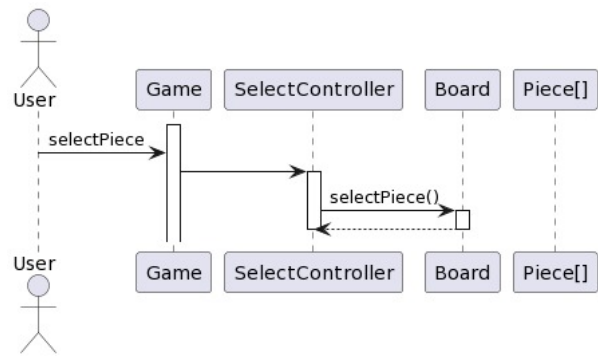 User
Game
SelectController
Board
Piece[]
selectPiece
selectPiece()
User
Game
SelectController
Board
Piece[]